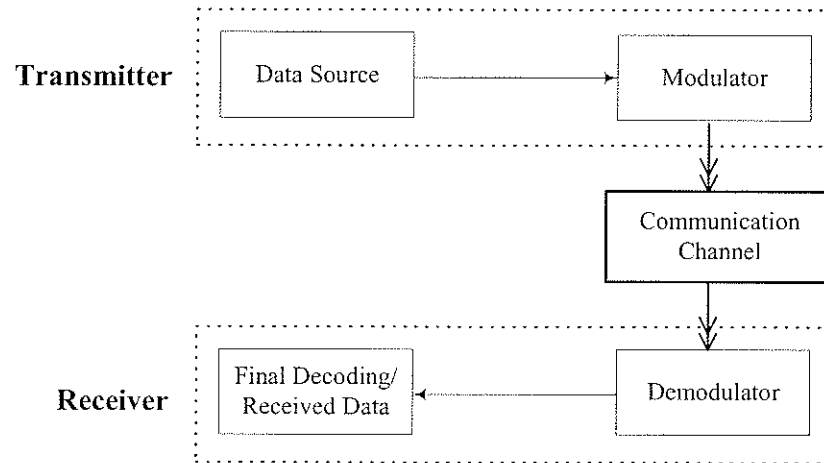 Transmitter
Data Source
Modulator
Communication
Channel
Receiver
Final Decoding/
Received Data
Demodulator